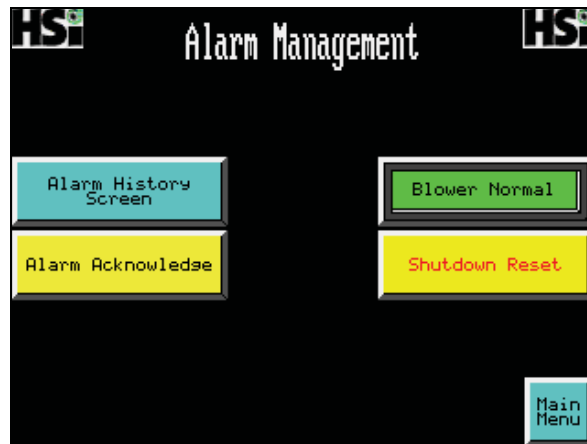 HSi
Alarm Management
HSi
Alarm History
Screen
Blower Normal
Alarm Acknowledge
Shutdown Reset
Main
Menu